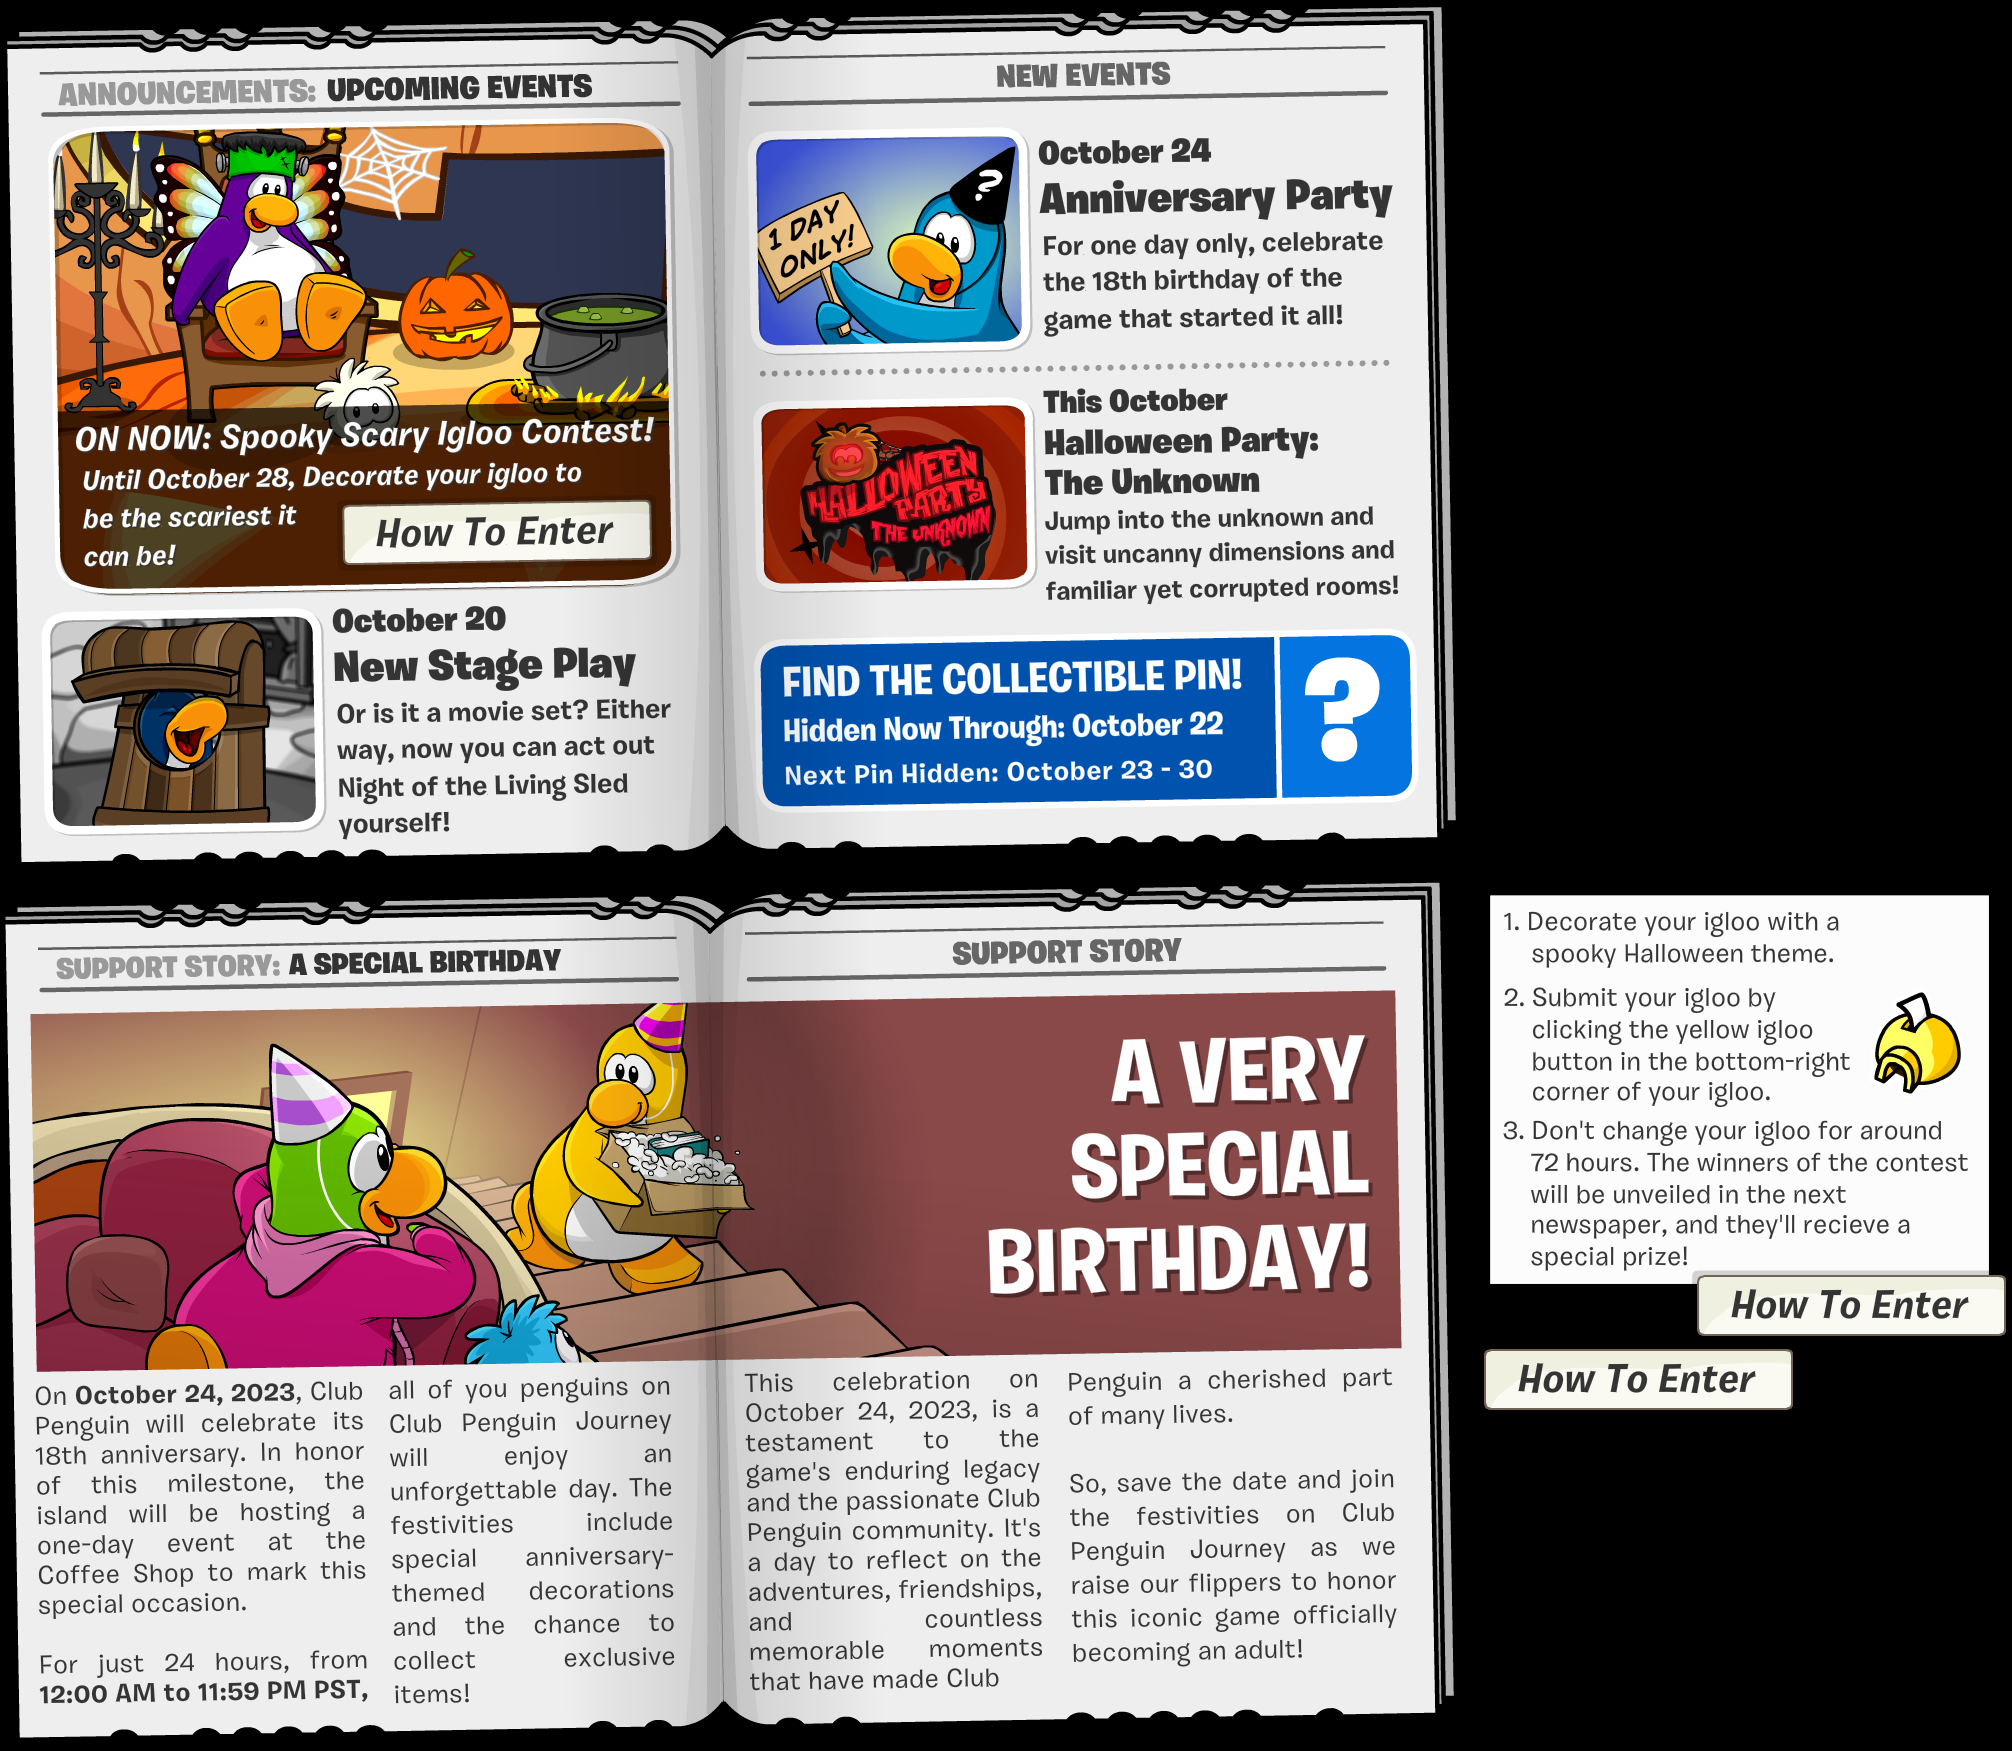 ANNOUNCEMENTS: UPCOMING EVENTS
ON NOW: Spooky Scary Igloo Contest!
Until October 28, Decorate your igloo to
be the scariest it
can be!
How To Enter
October 20
New Stage Play
Or is it a movie set? Either
way, now you can act out
Night of the Living Sled
yourself!
NEW EVENTS
1 DAY
ONLY!
?
October 24
Anniversary Party
For one day only, celebrate
the 18th birthday of the
game that started it all!
HALLOWEEN
PARTY
THE UNKNOWN
This October
Halloween Party:
The Unknown
Jump into the unknown and
visit uncanny dimensions and
familiar yet corrupted rooms!
FIND THE COLLECTIBLE PIN!
Hidden Now Through: October 22
Next Pin Hidden: October 23 - 30
?
SUPPORT STORY: A SPECIAL BIRTHDAY
SUPPORT STORY
A VERY
SPECIAL
BIRTHDAY!
On October 24, 2023, Club
Penguin will celebrate its
18th anniversary. In honor
of this milestone, the
island will be hosting a
one-day event at the
Coffee Shop to mark this
special occasion.
For just 24 hours, from
12:00 AM to 11:59 PM PST,
all of you penguins on
Club Penguin Journey
will enjoy an
unforgettable day. The
festivities include
special anniversary-
themed decorations
and the chance to
collect exclusive
items!
This celebration on
October 24, 2023, is a
testament to the
game's enduring legacy
and the passionate Club
Penguin community. It's
a day to reflect on the
adventures, friendships,
and countless
memorable moments
that have made Club
Penguin a cherished part
of many lives.
So, save the date and join
the festivities on Club
Penguin Journey as we
raise our flippers to honor
this iconic game officially
becoming an adult!
1. Decorate your igloo with a
spooky Halloween theme.
2. Submit your igloo by
clicking the yellow igloo
button in the bottom-right
corner of your igloo.
3. Don't change your igloo for around
72 hours. The winners of the contest
will be unveiled in the next
newspaper, and they'll recieve a
special prize!
How To Enter
How To Enter